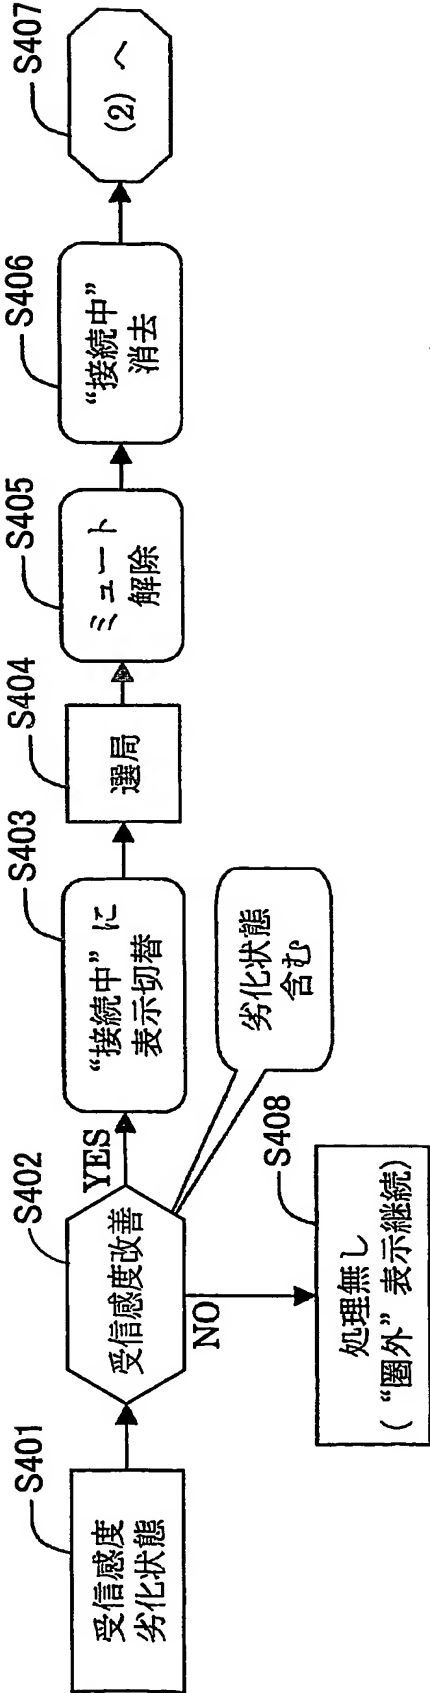 S401
受信感度
劣化状態
S402
受信感度改善
YES
NO
劣化状態
含む
S403
“接続中” に
表示切替
S404
選局
S405
ミュート
解除
S406
“接続中”
消去
S407
(2) へ
S408
処理無し
( “圏外” 表示継続)